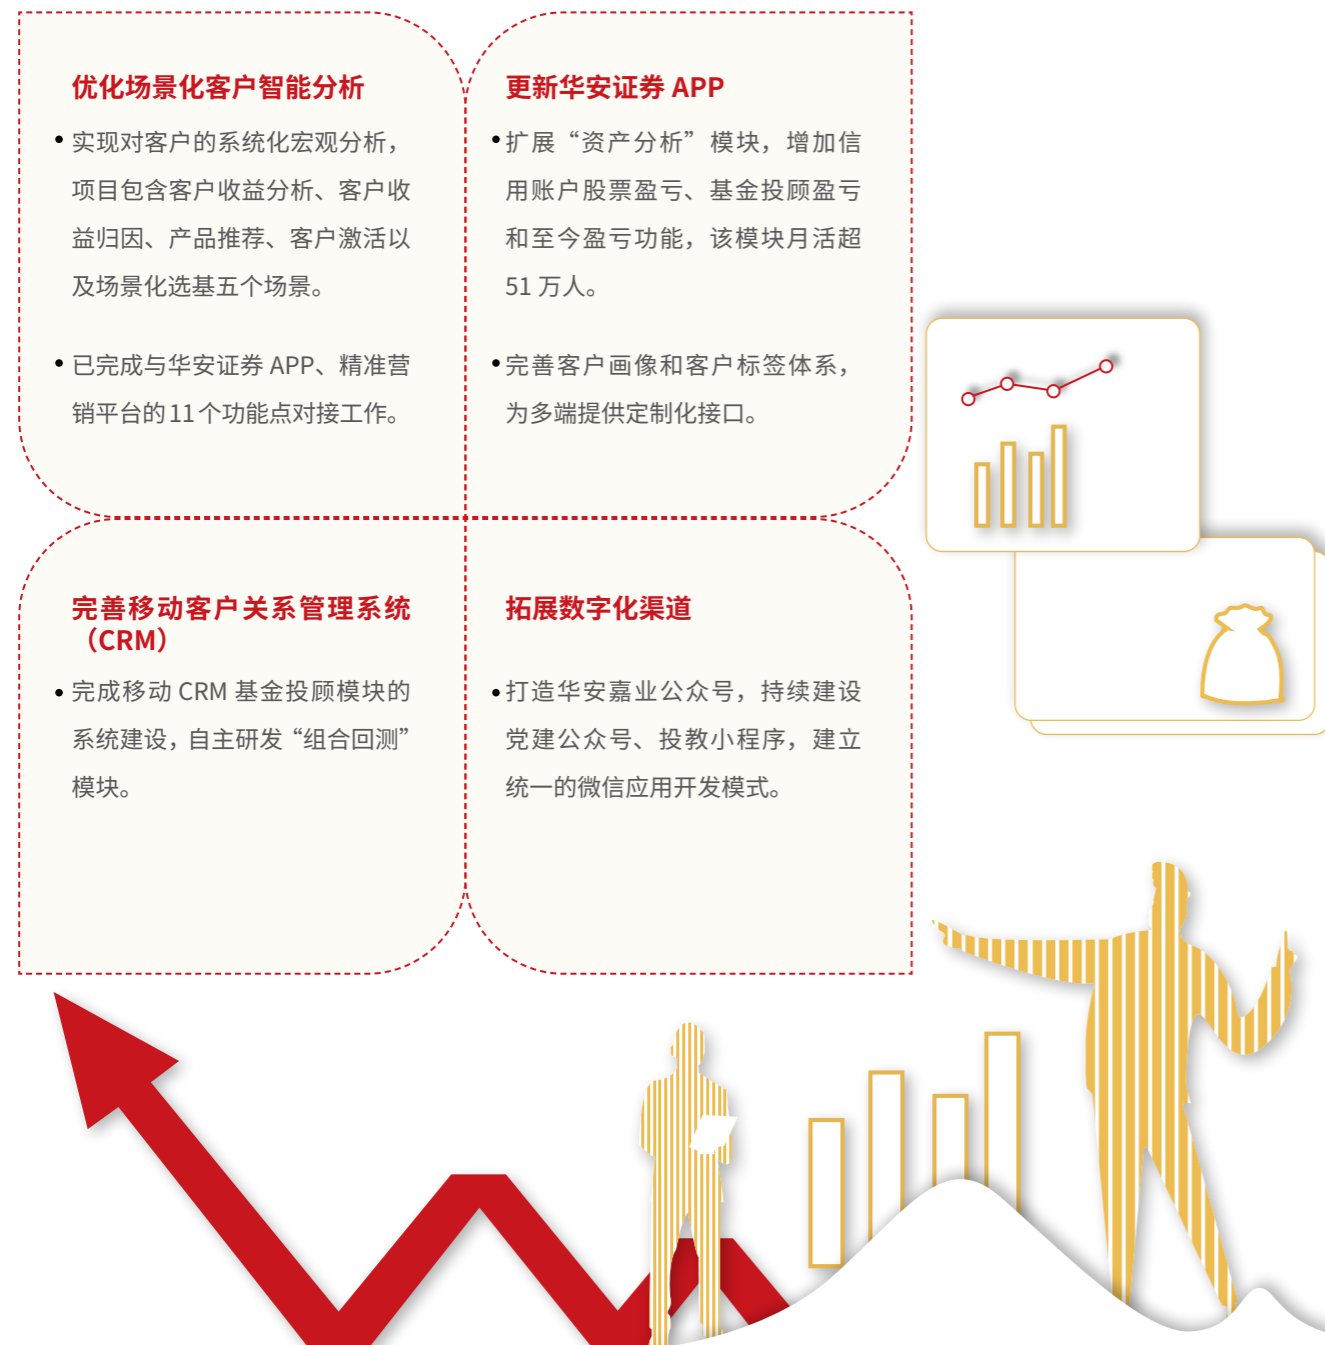 优化场景化客户智能分析
• 实现对客户的系统化宏观分析，
项目包含客户收益分析、客户收
益归因、产品推荐、客户激活以
及场景化选基五个场景。
• 已完成与华安证券 APP、精准营
销平台的 11 个功能点对接工作。
更新华安证券 APP
• 扩展“资产分析”模块，增加信
用账户股票盈亏、基金投顾盈亏
和至今盈亏功能，该模块月活超
51 万人。
• 完善客户画像和客户标签体系，
为多端提供定制化接口。
完善移动客户关系管理系统
（CRM）
• 完成移动 CRM 基金投顾模块的
系统建设，自主研发“组合回测”
模块。
拓展数字化渠道
• 打造华安嘉业公众号，持续建设
党建公众号、投教小程序，建立
统一的微信应用开发模式。